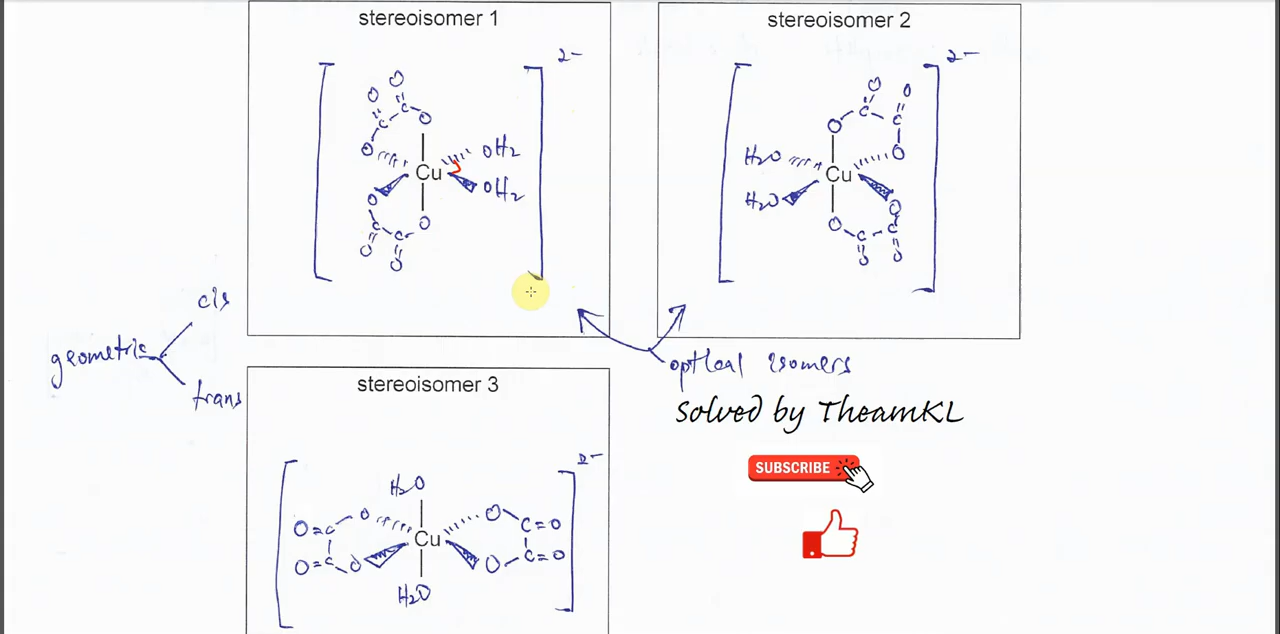 stereoisomer 1
2-
O O
C C
O O
Cu
OH2
OH2
O O
C C
O O
stereoisomer 2
2-
O O
C C
O O
H2O
Cu
H2O
O O
C C
O O
cis
geometric
trans
optical isomers
Solved by TheamKL
SUBSCRIBE
stereoisomer 3
2-
H2O
O=C O O C=O
Cu
O=C O O C=O
H2O